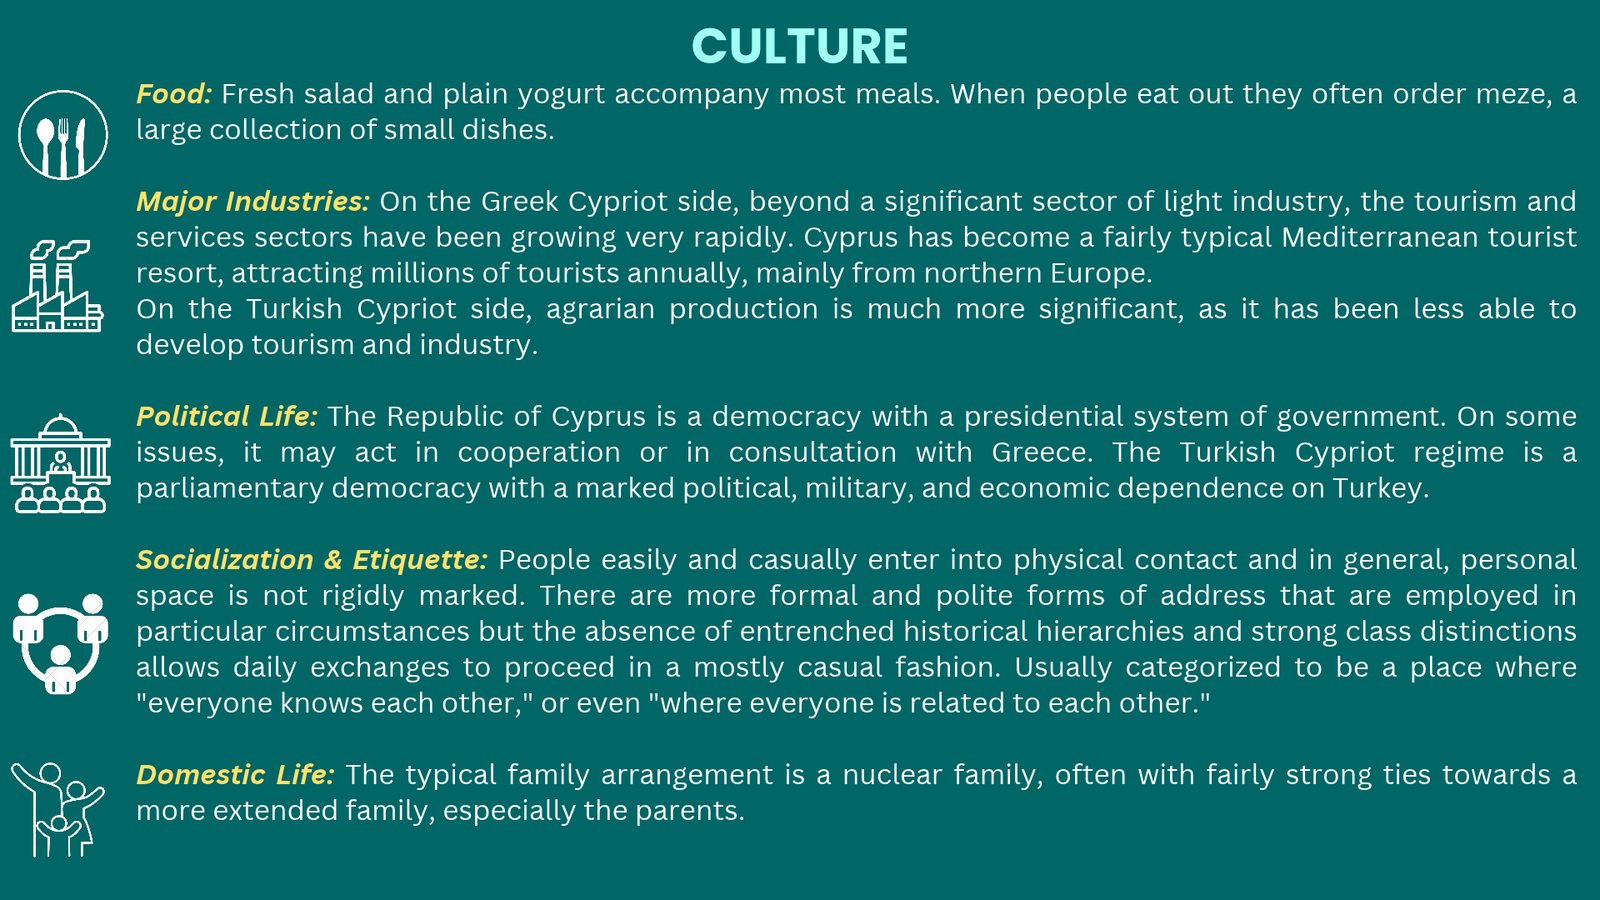 CULTURE
Food: Fresh salad and plain yogurt accompany most meals. When people eat out they often order meze, a
large collection of small dishes.
Major Industries: On the Greek Cypriot side, beyond a significant sector of light industry, the tourism and
services sectors have been growing very rapidly. Cyprus has become a fairly typical Mediterranean tourist
resort, attracting millions of tourists annually, mainly from northern Europe.
On the Turkish Cypriot side, agrarian production is much more significant, as it has been less able to
develop tourism and industry.
Political Life: The Republic of Cyprus is a democracy with a presidential system of government. On some
issues, it may act in cooperation or in consultation with Greece. The Turkish Cypriot regime is a
parliamentary democracy with a marked political, military, and economic dependence on Turkey.
Socialization & Etiquette: People easily and casually enter into physical contact and in general, personal
space is not rigidly marked. There are more formal and polite forms of address that are employed in
particular circumstances but the absence of entrenched historical hierarchies and strong class distinctions
allows daily exchanges to proceed in a mostly casual fashion. Usually categorized to be a place where
"everyone knows each other," or even "where everyone is related to each other."
Domestic Life: The typical family arrangement is a nuclear family, often with fairly strong ties towards a
more extended family, especially the parents.